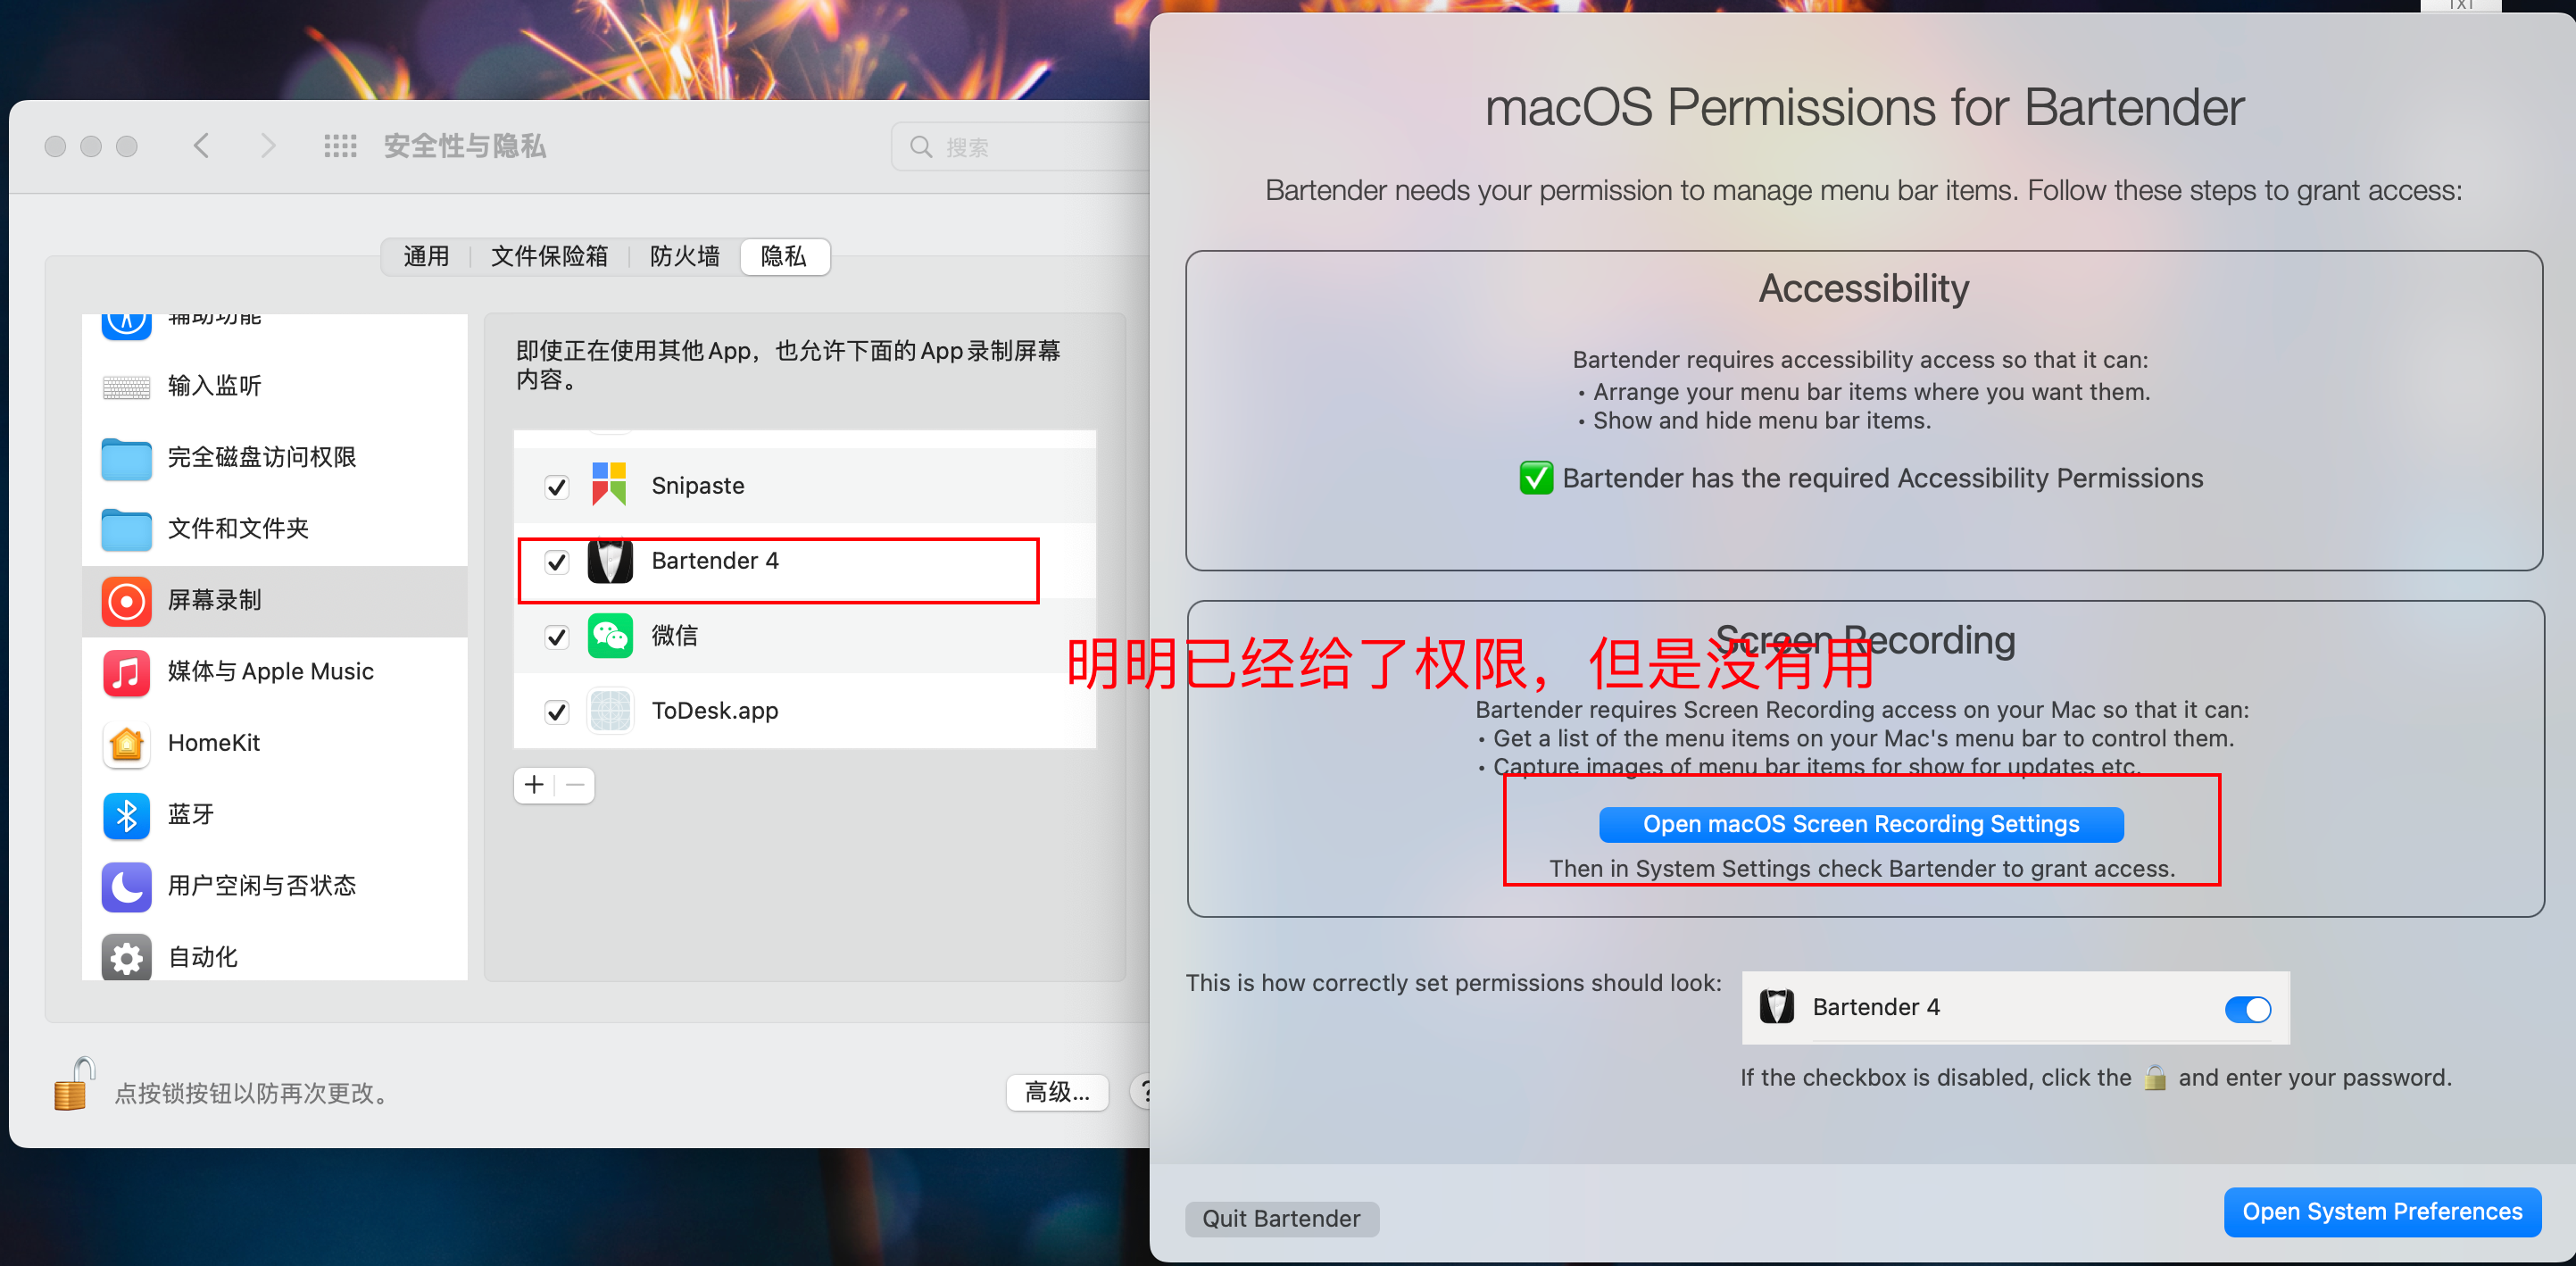 TXT
安全性与隐私
搜索
通用
文件保险箱
防火墙
隐私
辅助功能
输入监听
完全磁盘访问权限
文件和文件夹
屏幕录制
媒体与 Apple Music
HomeKit
蓝牙
用户空闲与否状态
自动化
即使正在使用其他 App，也允许下面的 App 录制屏幕
内容。
Snipaste
Bartender 4
微信
ToDesk.app
点按锁按钮以防再次更改。
高级...
?
macOS Permissions for Bartender
Bartender needs your permission to manage menu bar items. Follow these steps to grant access:
Accessibility
Bartender requires accessibility access so that it can:
• Arrange your menu bar items where you want them.
• Show and hide menu bar items.
Bartender has the required Accessibility Permissions
Screen Recording
明明已经给了权限，但是没有用
Bartender requires Screen Recording access on your Mac so that it can:
• Get a list of the menu items on your Mac's menu bar to control them.
• Capture images of menu bar items for show for updates etc.
Open macOS Screen Recording Settings
Then in System Settings check Bartender to grant access.
This is how correctly set permissions should look:
Bartender 4
If the checkbox is disabled, click the 🔒 and enter your password.
Quit Bartender
Open System Preferences